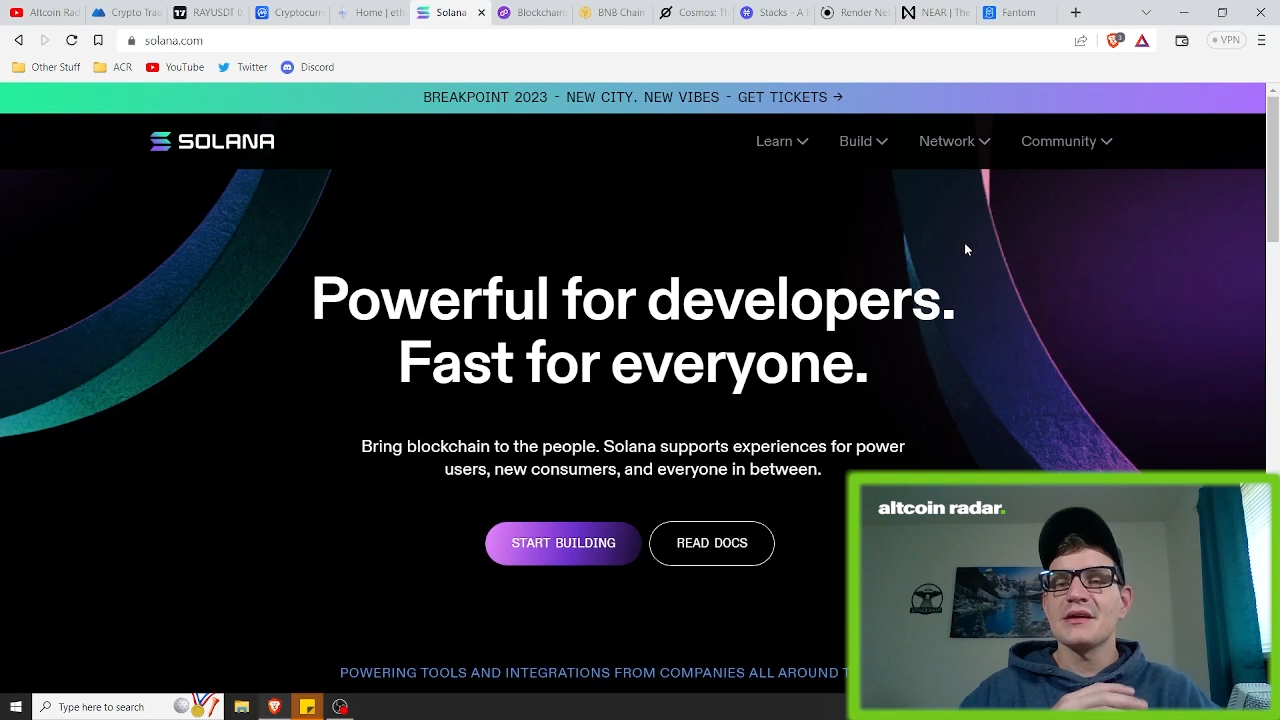 Altcoin Rad
Crypto Trad
RAYUSDT 0
Cryptocurr
Home | eth
Solana
Blockchain
BNB Chain
Cosmos: Th
Stacks - A B
Render Net
NEAR | The
Fantom
solana.com
1
VPN
Other Stuff
ACR
YouTube
Twitter
Discord
BREAKPOINT 2023 - NEW CITY. NEW VIBES - GET TICKETS →
SOLANA
Learn
Build
Network
Community
Powerful for developers.
Fast for everyone.
Bring blockchain to the people. Solana supports experiences for power
users, new consumers, and everyone in between.
START BUILDING
READ DOCS
altcoin radar.
POWERING TOOLS AND INTEGRATIONS FROM COMPANIES ALL AROUND T
Type here to search